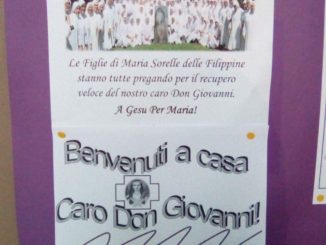 Le Figlie di Maria Sorelle delle Filippine
stanno tutte pregando per il recupero
veloce del nostro caro Don Giovanni.
A Gesu Per Maria!
Benvenuti a casa
Caro Don Giovanni!